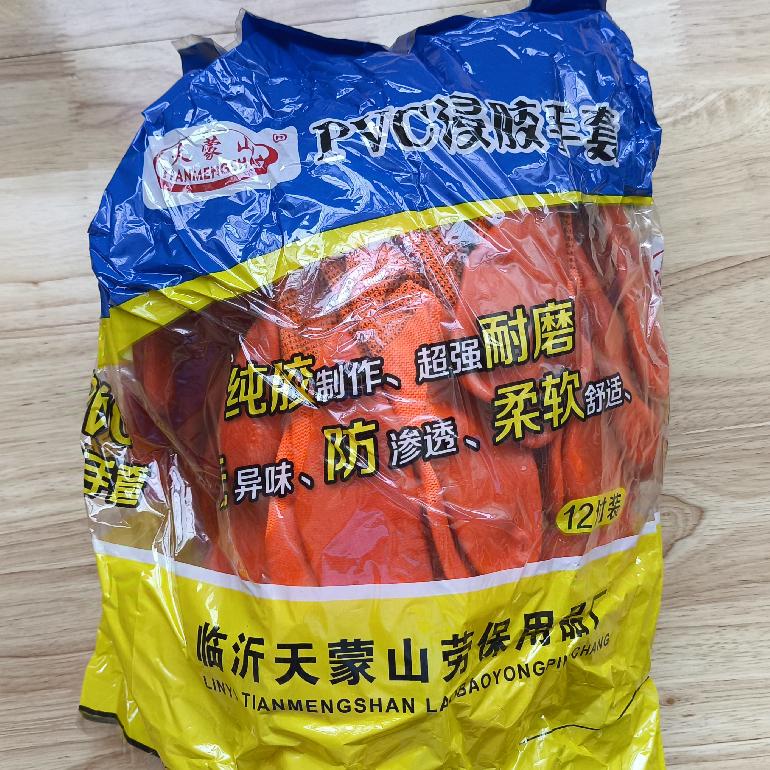 天蒙山
TIANMENGSHAN
PVC浸胶手套
纯胶制作、超强耐磨
异味、防渗透、柔软舒适、
手套
12付装
临沂天蒙山劳保用品厂
LINYI TIANMENGSHAN LAOBAOYONGPINCHANG